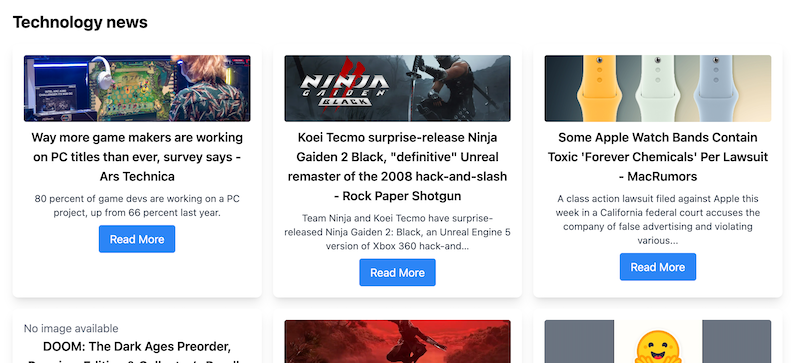 Technology news
Way more game makers are working
on PC titles than ever, survey says -
Ars Technica
80 percent of game devs are working on a PC
project, up from 66 percent last year.
Read More
NINJA
GAIDEN
BLACK
Koei Tecmo surprise-release Ninja
Gaiden 2 Black, "definitive" Unreal
remaster of the 2008 hack-and-slash
- Rock Paper Shotgun
Team Ninja and Koei Tecmo have surprise-
released Ninja Gaiden 2: Black, an Unreal Engine 5
version of Xbox 360 hack-and...
Read More
Some Apple Watch Bands Contain
Toxic 'Forever Chemicals' Per Lawsuit
- MacRumors
A class action lawsuit filed against Apple this
week in a California federal court accuses the
company of false advertising and violating
various...
Read More
No image available
DOOM: The Dark Ages Preorder,